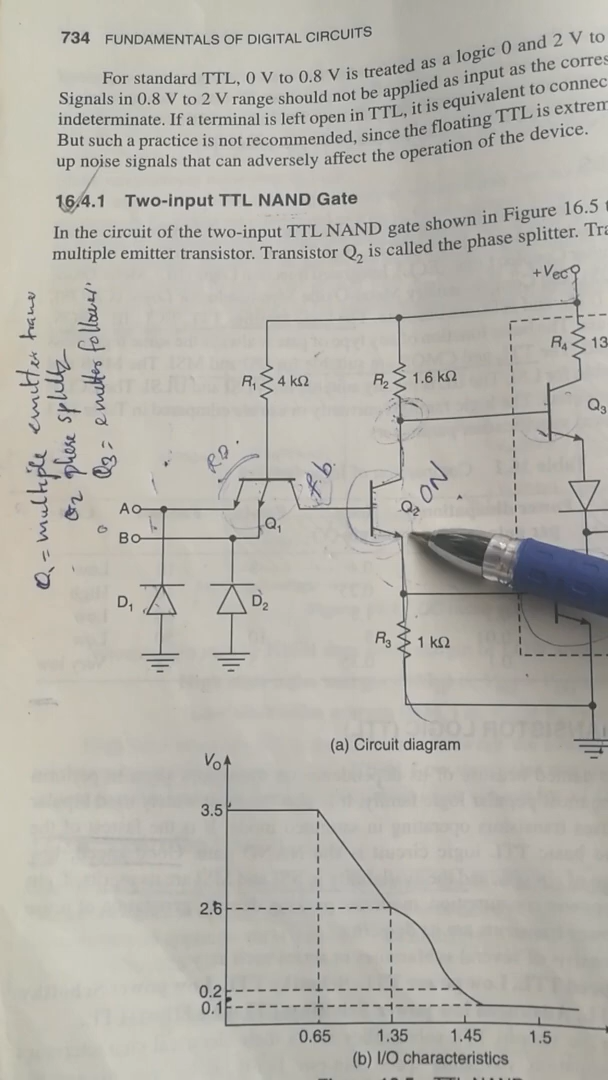 734 FUNDAMENTALS OF DIGITAL CIRCUITS
For standard TTL, 0 V to 0.8 V is treated as a logic 0 and 2 V to
Signals in 0.8 V to 2 V range should not be applied as input as the corres
indeterminate. If a terminal is left open in TTL, it is equivalent to connec
But such a practice is not recommended, since the floating TTL is extrem
up noise signals that can adversely affect the operation of the device.
16.4.1 Two-input TTL NAND Gate
In the circuit of the two-input TTL NAND gate shown in Figure 16.5
multiple emitter transistor. Transistor Q₂ is called the phase splitter. Tra
Q₁ = multiple emitter trans
Q₂ phase splitte
Q₃ = emitter follower
+Vcc
R₁ 4 kΩ
R₂ 1.6 kΩ
R₄ 13
Q₃
A
B
Q₁
Q₂ ON
D₁
D₂
R₃ 1 kΩ
(a) Circuit diagram
Vo
3.5
2.6
0.2
0.1
0.65 1.35 1.45 1.5
(b) I/O characteristics